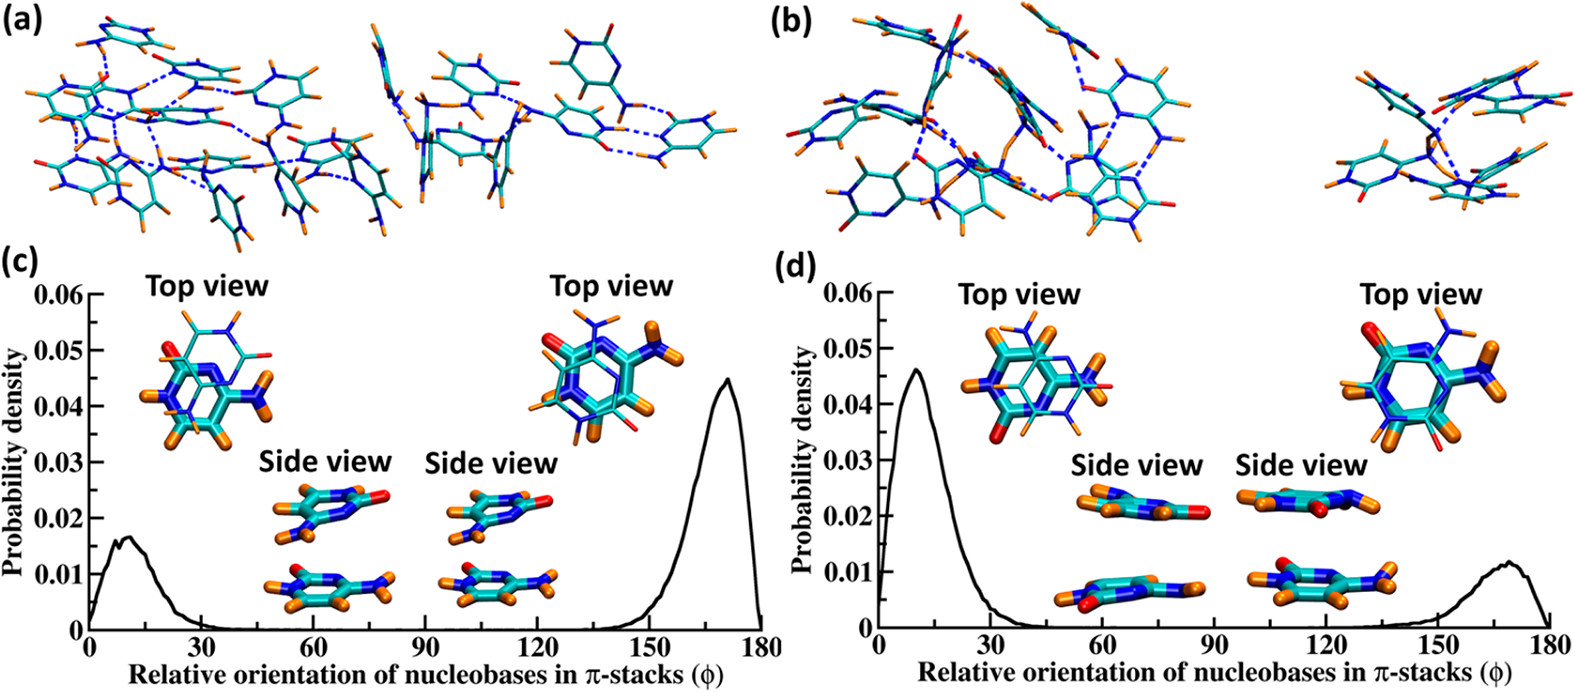 (a)
(b)
(c)
Top view
Top view
Side view
Side view
Probability density
0.06
0.05
0.04
0.03
0.02
0.01
0
0
30
60
90
120
150
180
Relative orientation of nucleobases in π-stacks (ϕ)
(d)
Top view
Top view
Side view
Side view
Probability density
0.06
0.05
0.04
0.03
0.02
0.01
0
0
30
60
90
120
150
180
Relative orientation of nucleobases in π-stacks (ϕ)